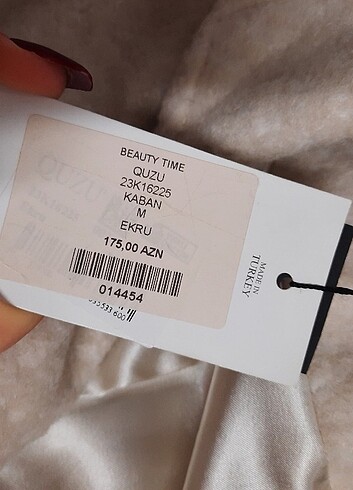 BEAUTY TIME
QUZU
23K16225
KABAN
M
EKRU
175,00 AZN
014454
MADE IN
TURKEY